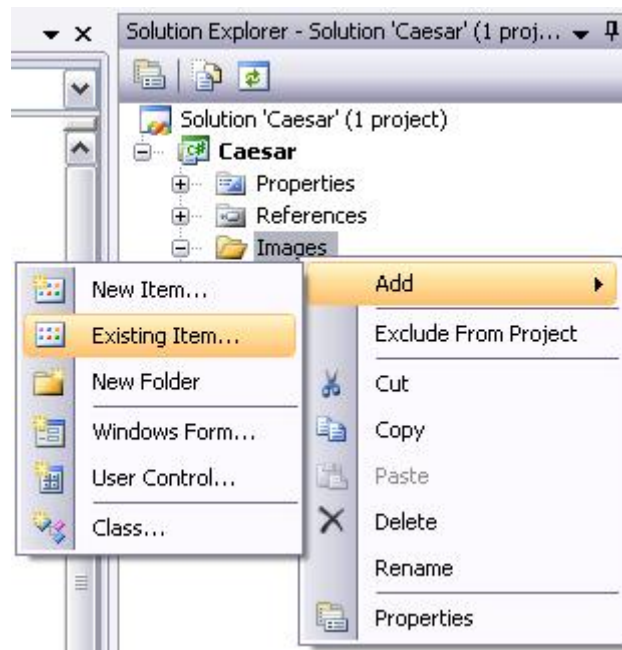 Solution Explorer - Solution 'Caesar' (1 proj...
Solution 'Caesar' (1 project)
Caesar
Properties
References
Images
New Item...
Existing Item...
New Folder
Windows Form...
User Control...
Class...
Add
Exclude From Project
Cut
Copy
Paste
Delete
Rename
Properties